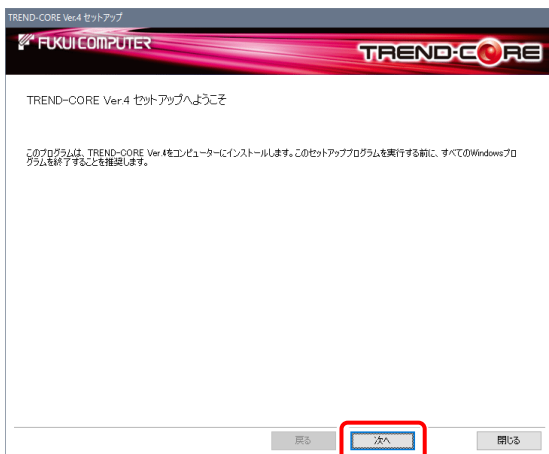 TREND-CORE Ver.4 セットアップ
FUKUI COMPUTER
TREND-CORE
TREND-CORE Ver.4 セットアップへようこそ
このプログラムは、TREND-CORE Ver.4をコンピューターにインストールします。このセットアッププログラムを実行する前に、すべてのWindowsプロ
グラムを終了することを推奨します。
戻る
次へ
閉じる